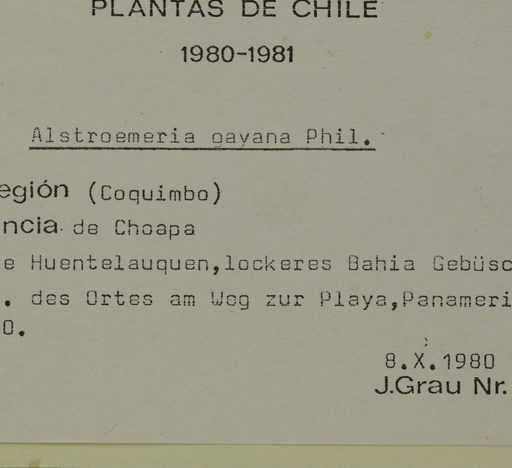 PLANTAS DE CHILE
1980-1981
Alstroemeria gayana Phil.
egión (Coquimbo)
ncia de Choapa
e Huentelauquen,lockeres Bahia Gebüsc
. des Ortes am Weg zur Playa,Panameri
0.
8.X.1980
J.Grau Nr.